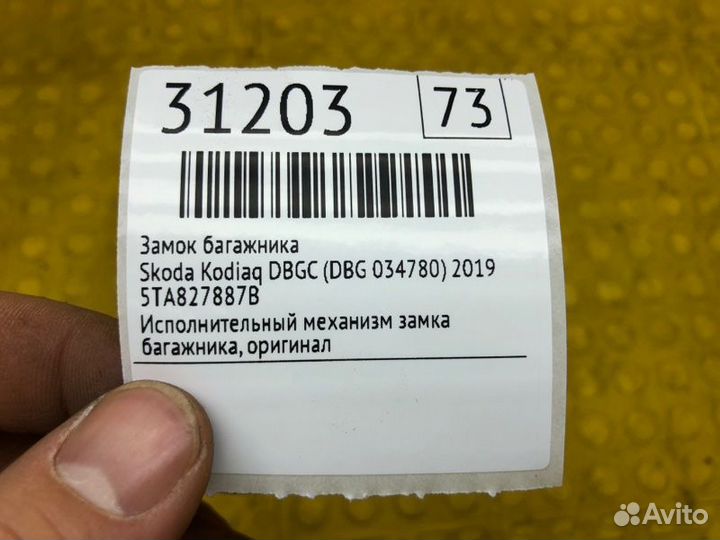 31203
73
Замок багажника
Skoda Kodiaq DBGC (DBG 034780) 2019
5TA827887B
Исполнительный механизм замка
багажника, оригинал
Avito